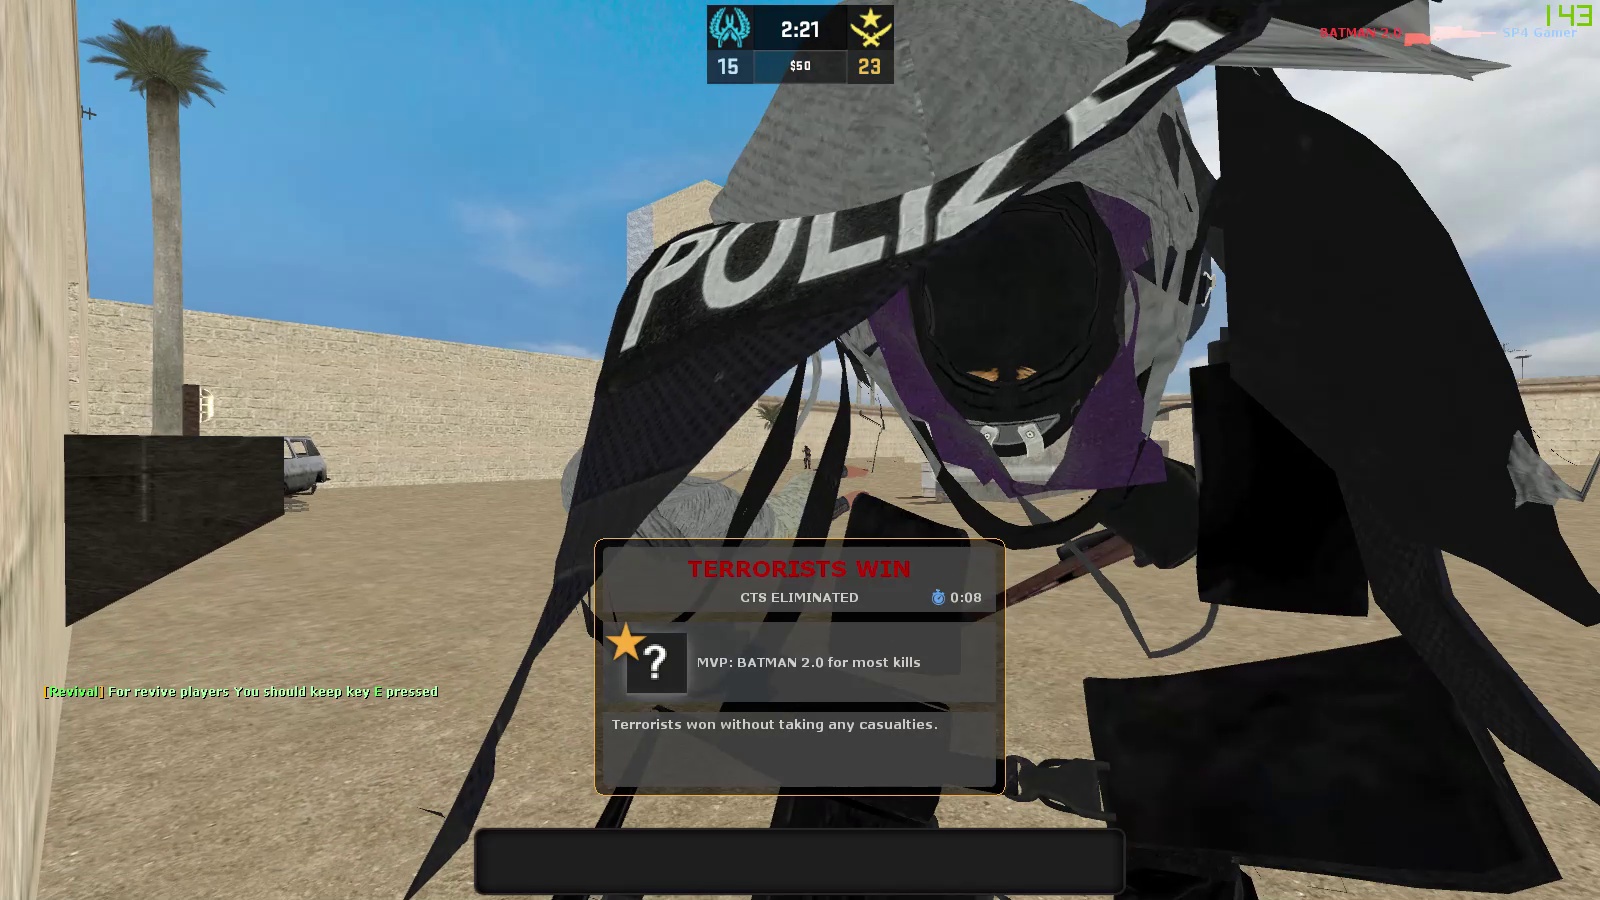 143
2:21
BATMAN 2.0 SP4 Gamer
15 $50 23
POLIZ
TERRORISTS WIN
CTS ELIMINATED 0:08
?
MVP: BATMAN 2.0 for most kills
[Revival] For revive players You should keep key E pressed
Terrorists won without taking any casualties.